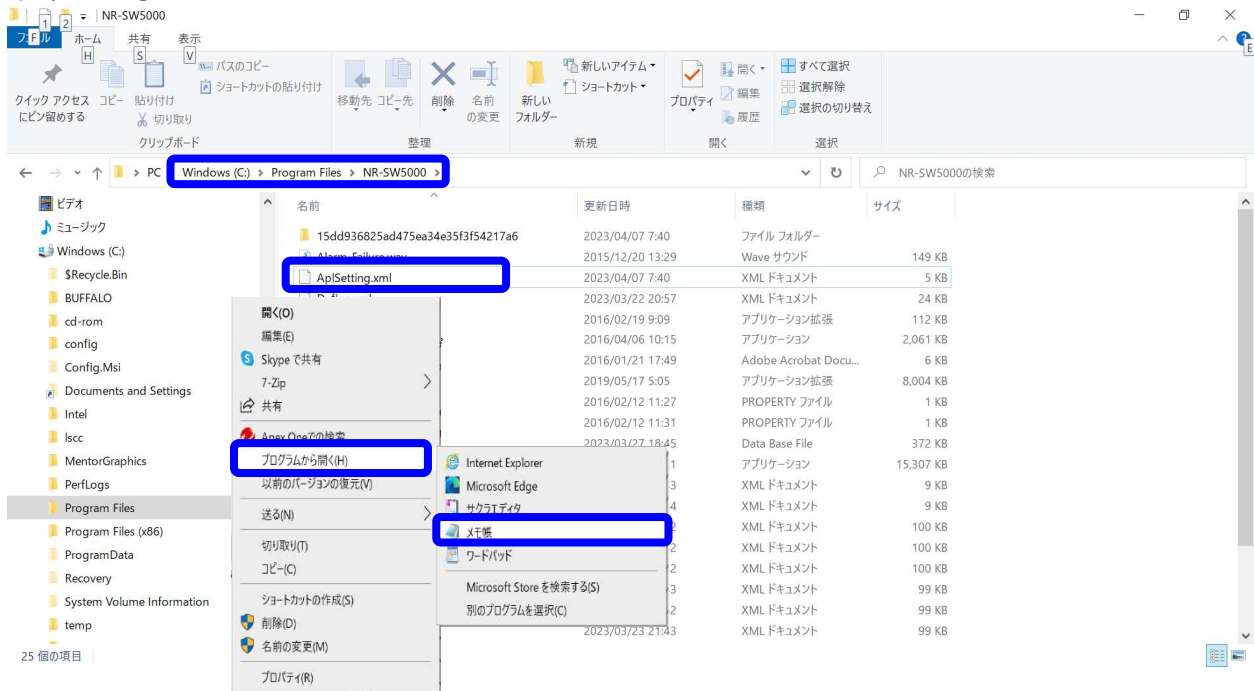 NR-SW5000
1
2
ファイル
F
ホーム
共有
表示
H
S
V
E
クイック アクセス
にピン留めする
コピー
貼り付け
パスのコピー
ショートカットの貼り付け
切り取り
クリップボード
移動先
コピー先
削除
名前
の変更
整理
新しい
フォルダー
新しいアイテム
ショートカット
新規
プロパティ
開く
編集
履歴
開く
すべて選択
選択解除
選択の切り替え
選択
PC
Windows (C:) > Program Files > NR-SW5000 >
NR-SW5000の検索
ビデオ
ミュージック
Windows (C:)
$Recycle.Bin
BUFFALO
cd-rom
config
Config.Msi
Documents and Settings
Intel
lscc
MentorGraphics
PerfLogs
Program Files
Program Files (x86)
ProgramData
Recovery
System Volume Information
temp
名前 更新日時 種類 サイズ
15dd936825ad475ea34e35f3f54217a6 2023/04/07 7:40 ファイル フォルダー
Alarm_Failure.wav 2015/12/20 13:29 Wave サウンド 149 KB
AplSetting.xml 2023/04/07 7:40 XML ドキュメント 5 KB
2023/03/22 20:57 XML ドキュメント 24 KB
2016/02/19 9:09 アプリケーション拡張 112 KB
2016/04/06 10:15 アプリケーション 2,061 KB
2016/01/21 17:49 Adobe Acrobat Docu... 6 KB
2019/05/17 5:05 アプリケーション拡張 8,004 KB
2016/02/12 11:27 PROPERTY ファイル 1 KB
2016/02/12 11:31 PROPERTY ファイル 1 KB
2023/03/27 18:45 Data Base File 372 KB
1 アプリケーション 15,307 KB
3 XML ドキュメント 9 KB
4 XML ドキュメント 9 KB
2 XML ドキュメント 100 KB
2 XML ドキュメント 100 KB
2 XML ドキュメント 100 KB
3 XML ドキュメント 99 KB
2 XML ドキュメント 99 KB
2023/03/23 21:43 XML ドキュメント 99 KB
開く(O)
編集(E)
Skype で共有
7-Zip
共有
Apex Oneでの検索
プログラムから開く(H)
以前のバージョンの復元(V)
送る(N)
切り取り(T)
コピー(C)
ショートカットの作成(S)
削除(D)
名前の変更(M)
プロパティ(R)
Internet Explorer
Microsoft Edge
サクラエディタ
メモ帳
ワードパッド
Microsoft Store を検索する(S)
別のプログラムを選択(C)
25 個の項目